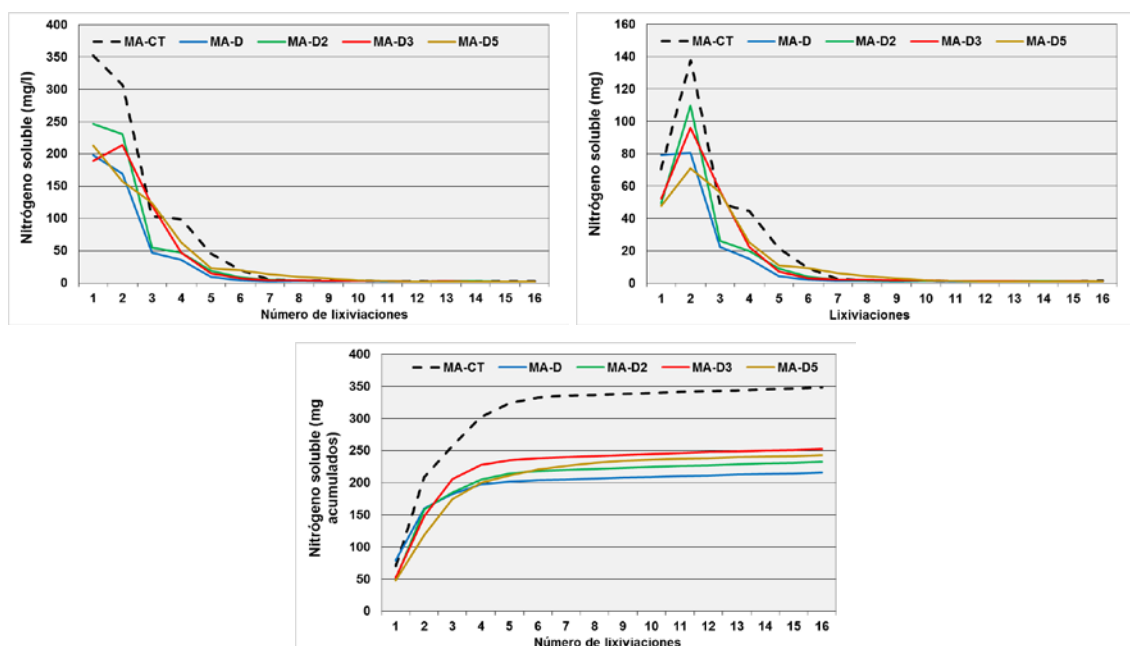 400
350
300
250
200
150
100
50
0
Nitrógeno soluble (mg/l)
MA-CT MA-D MA-D2 MA-D3 MA-D5
1 2 3 4 5 6 7 8 9 10 11 12 13 14 15 16
Número de lixiviaciones
160
140
120
100
80
60
40
20
0
Nitrógeno soluble (mg)
MA-CT MA-D MA-D2 MA-D3 MA-D5
1 2 3 4 5 6 7 8 9 10 11 12 13 14 15 16
Lixiviaciones
400
350
300
250
200
150
100
50
0
Nitrógeno soluble (mg
acumulados)
MA-CT MA-D MA-D2 MA-D3 MA-D5
1 2 3 4 5 6 7 8 9 10 11 12 13 14 15 16
Número de lixiviaciones